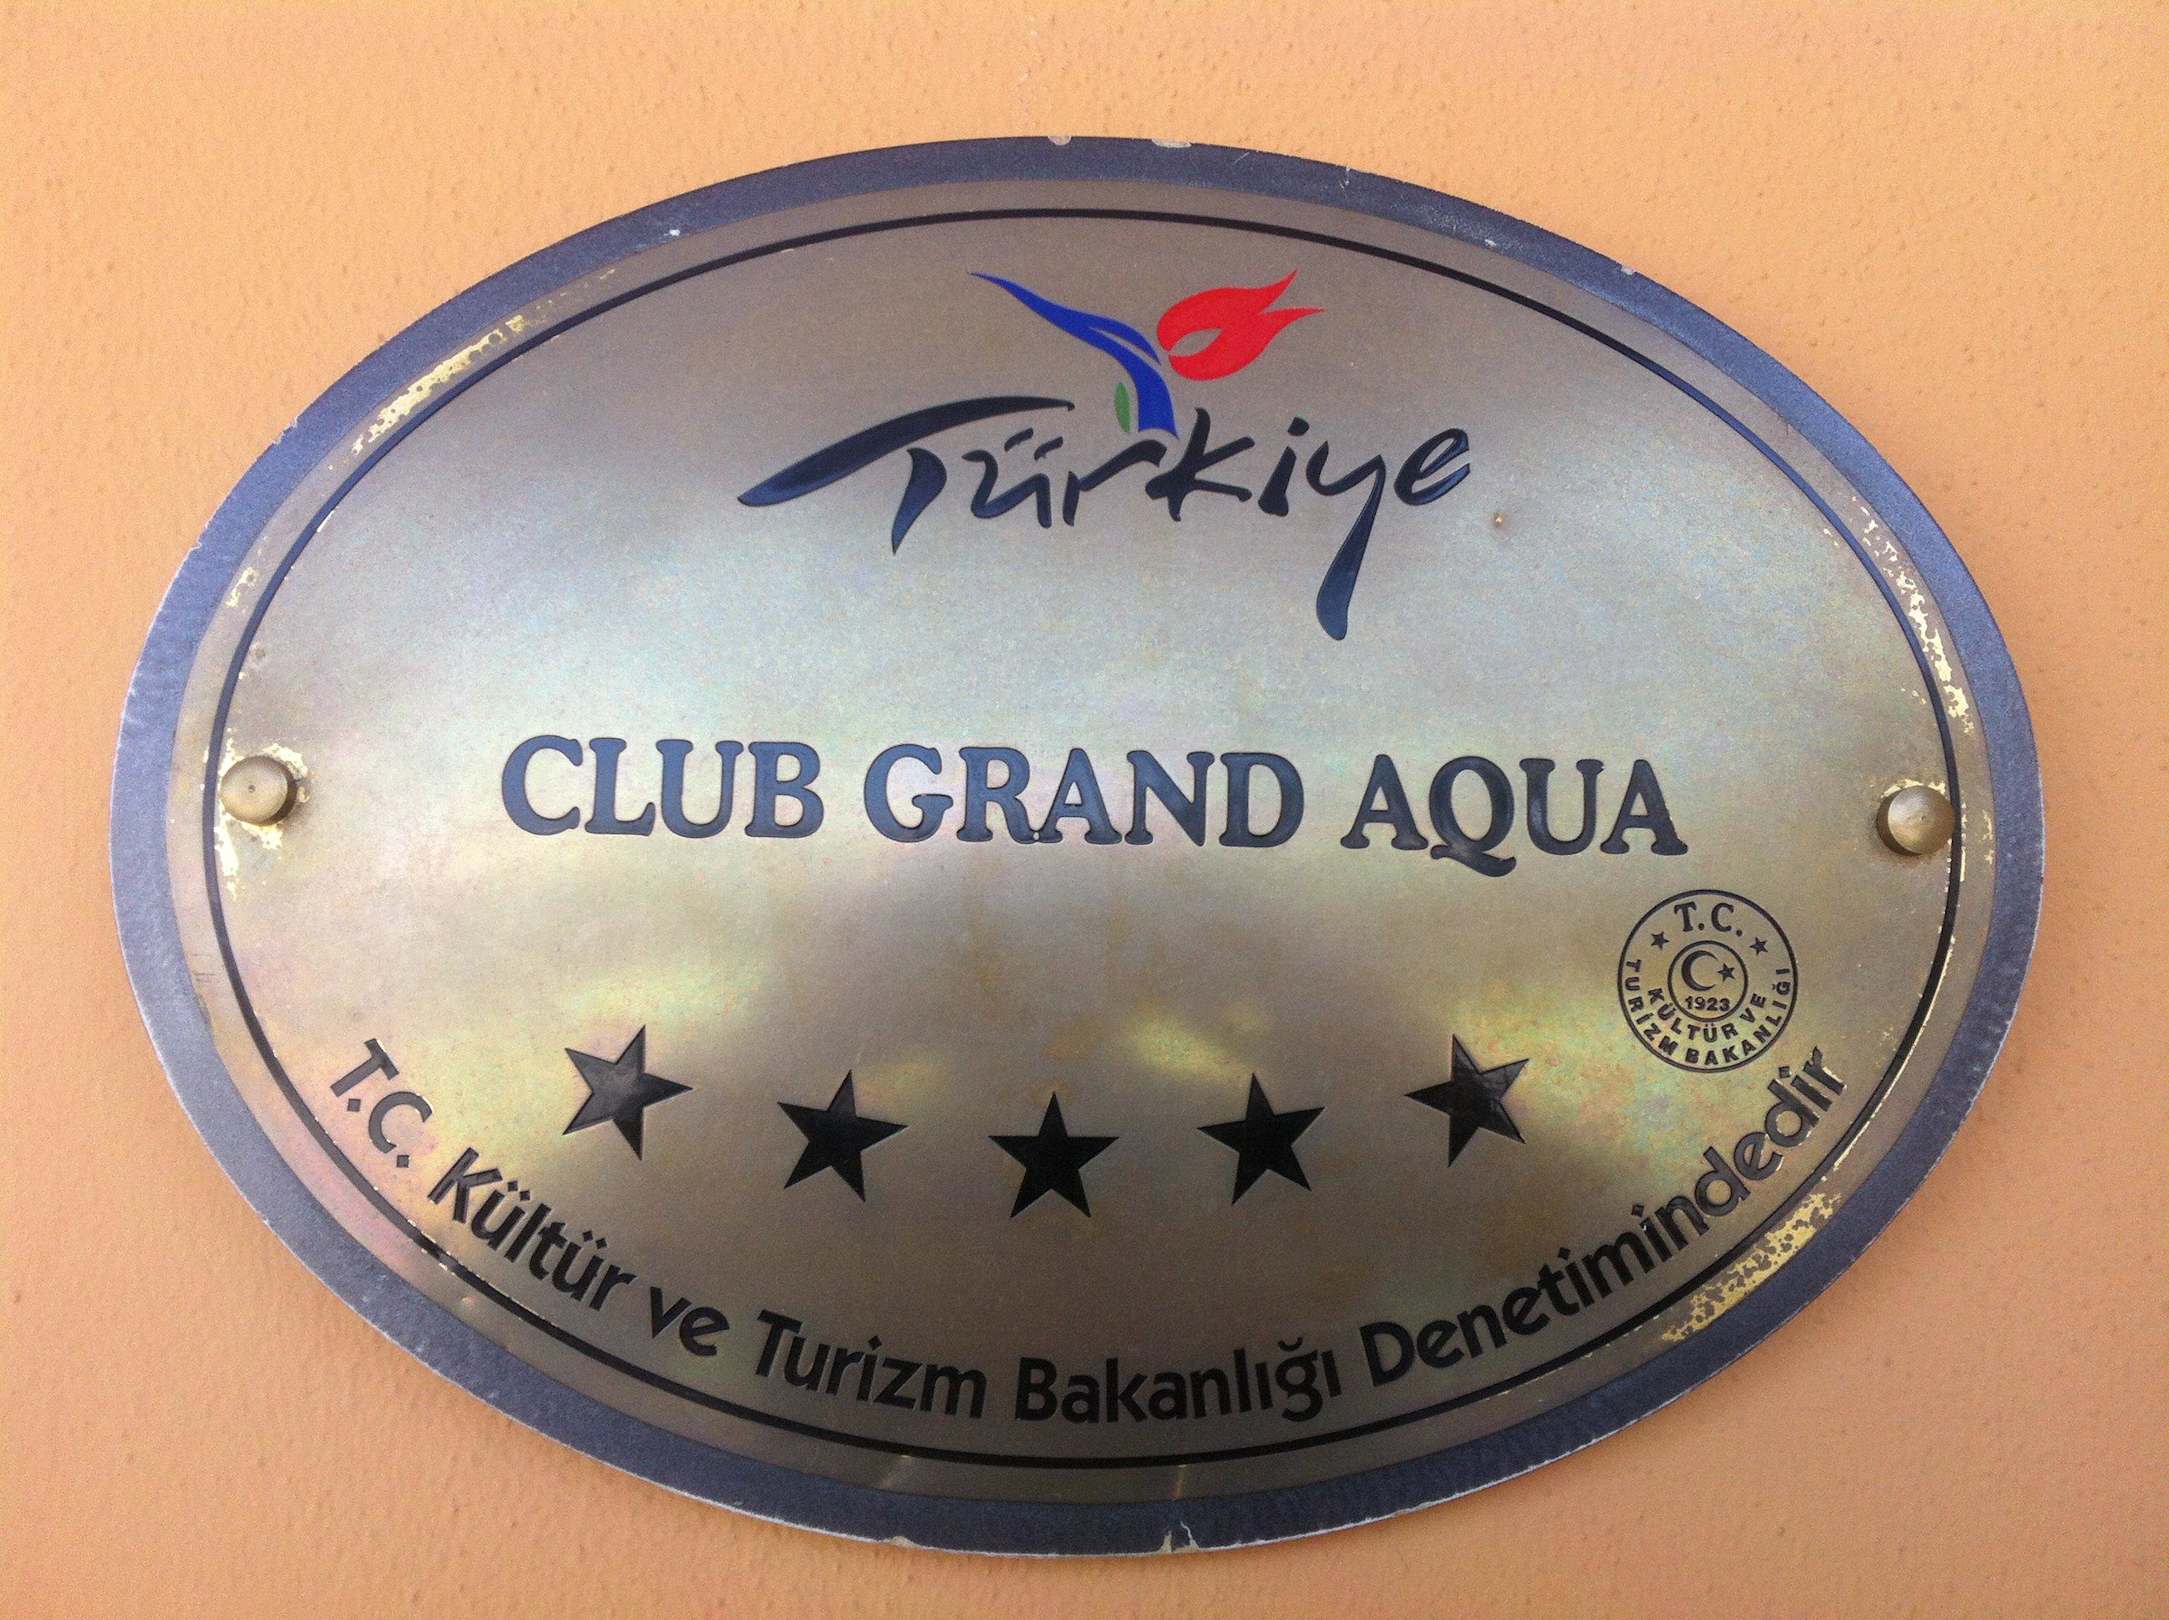 Türkiye
CLUB GRAND AQUA
T.C.
1923
KÜLTÜR VE
TURİZM BAKANLIĞI
T.C. Kültür ve Turizm Bakanlığı Denetimindedir